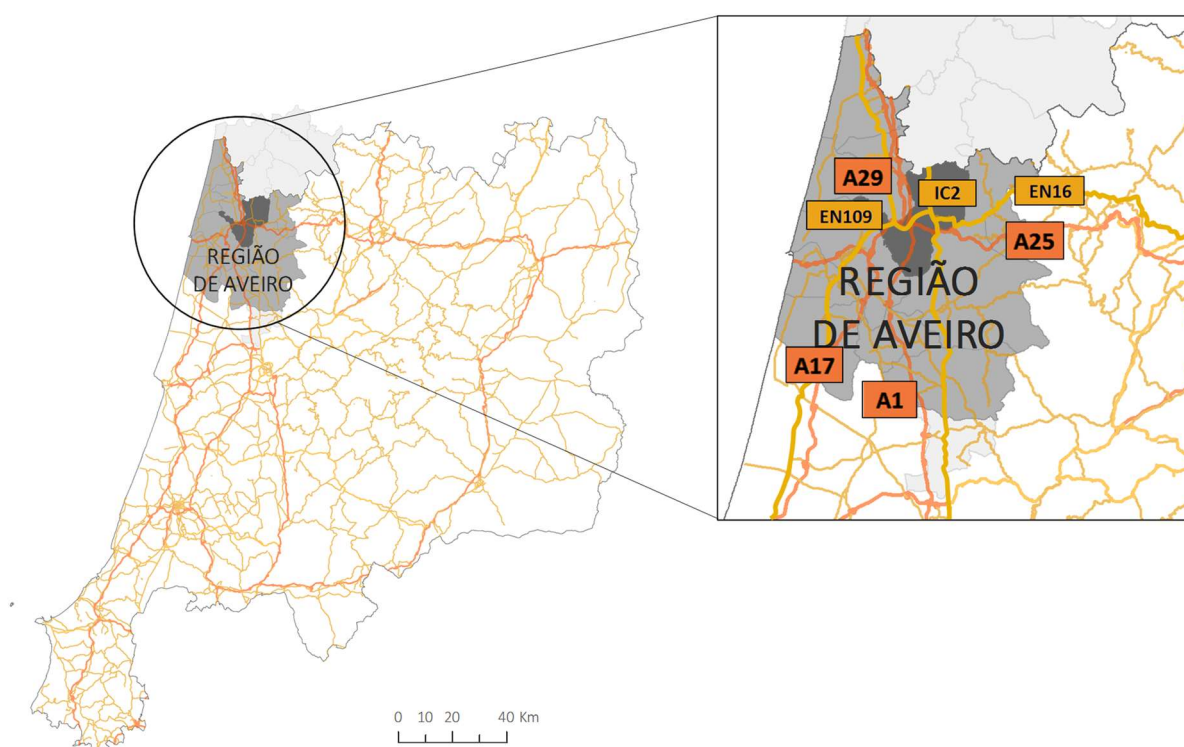 REGIÃO
DE AVEIRO
0 10 20 40 Km
A29
IC2
EN16
EN109
A25
REGIÃO
DE AVEIRO
A17
A1